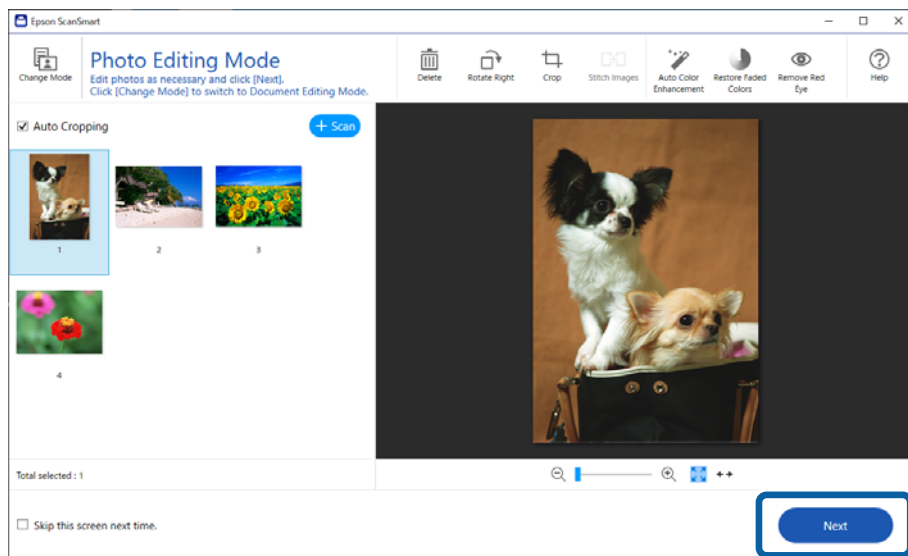 Epson ScanSmart
Change Mode
Photo Editing Mode
Edit photos as necessary and click [Next].
Click [Change Mode] to switch to Document Editing Mode.
Delete
Rotate Right
Crop
Stitch Images
Auto Color
Enhancement
Restore Faded
Colors
Remove Red
Eye
Help
Auto Cropping
+ Scan
1
2
3
4
Total selected : 1
Skip this screen next time.
Next